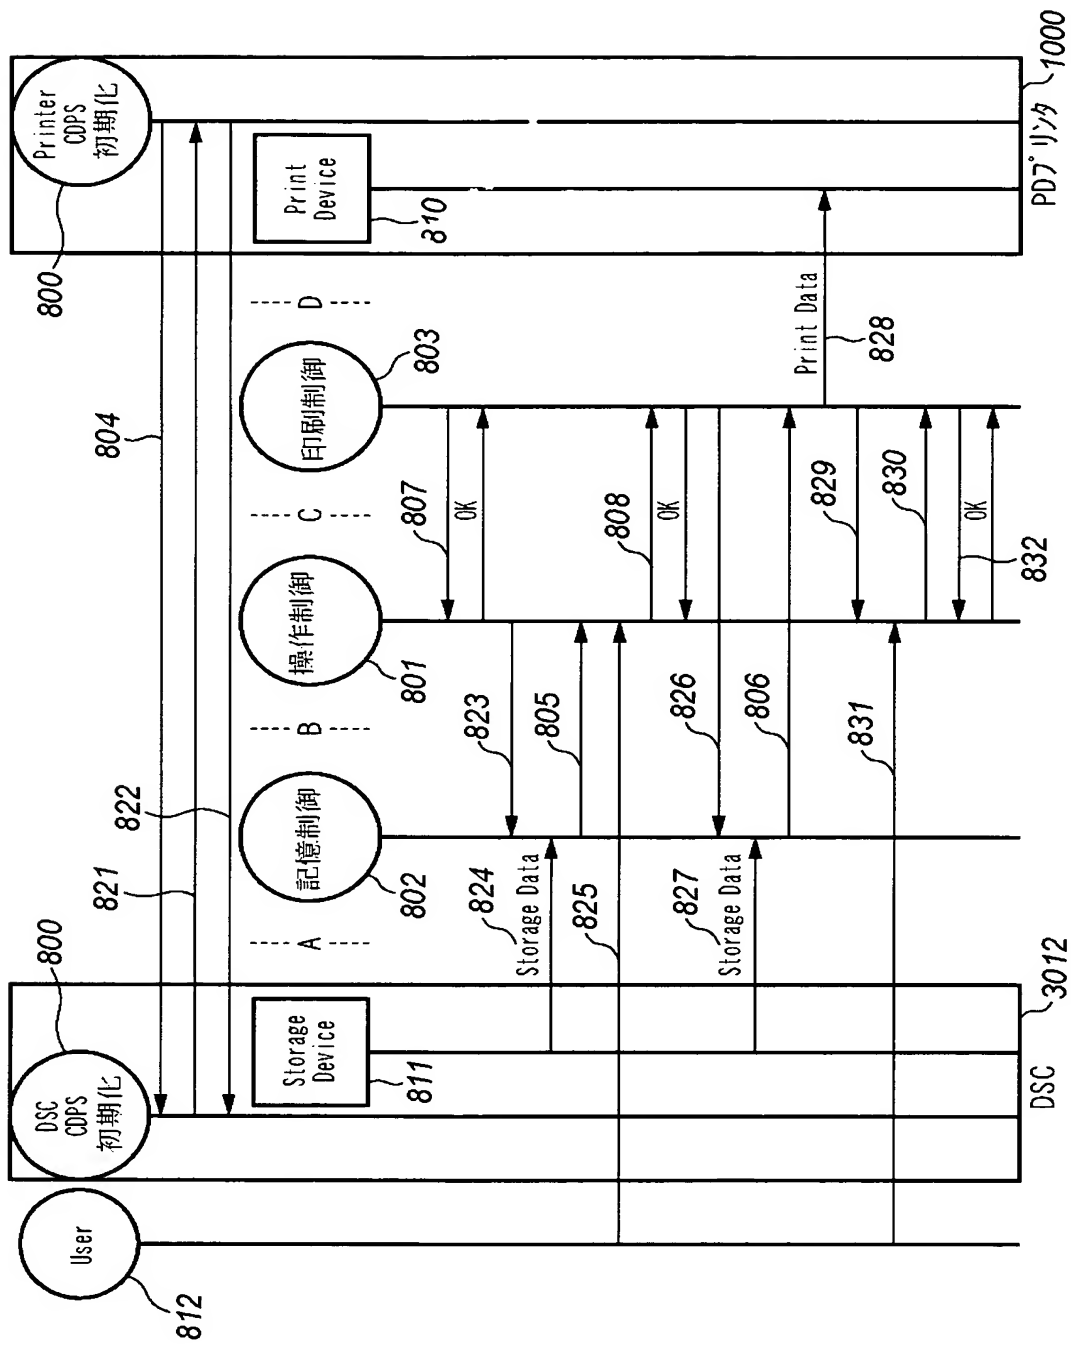 User
812
DSC
CDPS
初期化
800
Printer
CDPS
初期化
800
804
821
822
Storage
Device
811
A
記憶制御
802
B
操作制御
801
C
印刷制御
803
D
Print
Device
810
807
OK
823
824
Storage Data
805
825
808
OK
826
827
Storage Data
806
Print Data
828
829
831
830
OK
832
DSC
3012
PDプリンタ
1000